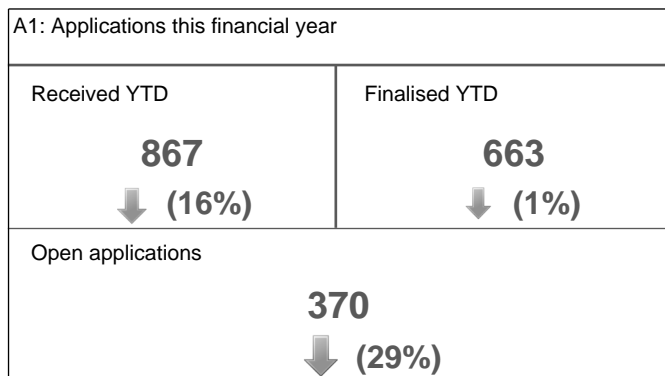 A1: Applications this financial year
Received YTD
867
(16%)
Finalised YTD
663
(1%)
Open applications
370
(29%)